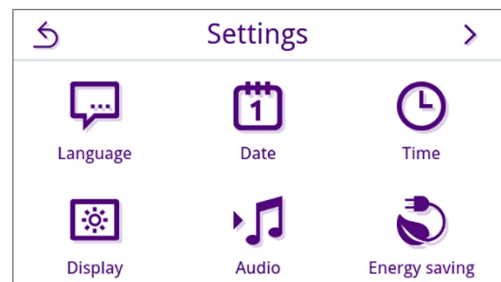 Settings
...
1
Language
Date
Time
Display
Audio
Energy saving